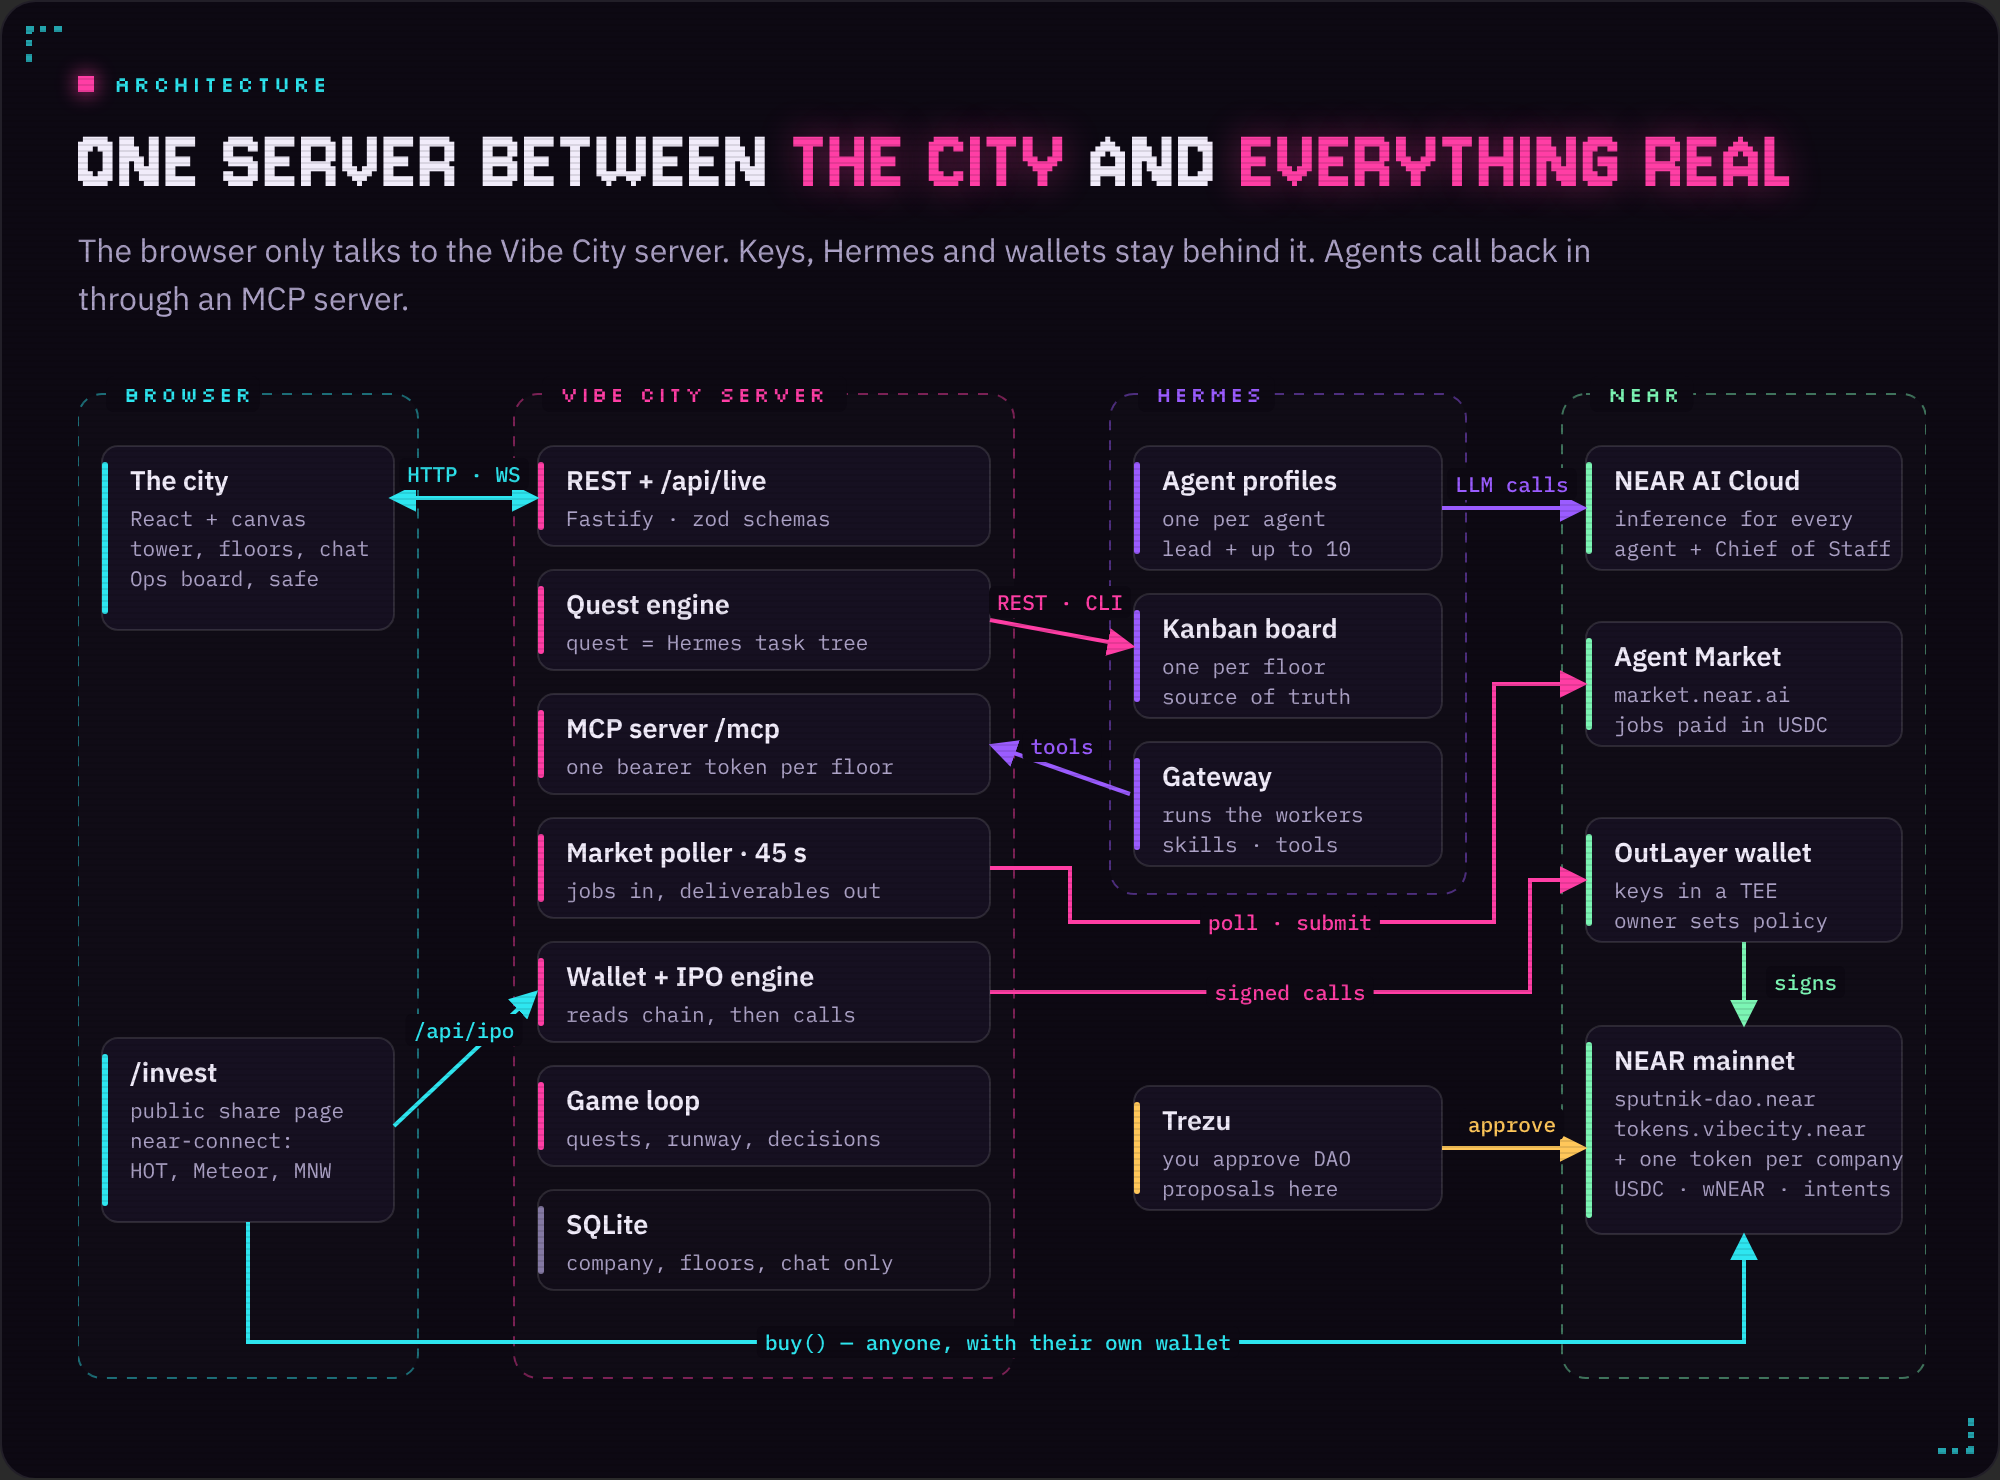 ARCHITECTURE
ONE SERVER BETWEEN THE CITY AND EVERYTHING REAL
The browser only talks to the Vibe City server. Keys, Hermes and wallets stay behind it. Agents call back in
through an MCP server.
BROWSER
The city
React + canvas
tower, floors, chat
Ops board, safe
/invest
public share page
near-connect:
HOT, Meteor, MNW
HTTP · WS
/api/ipo
VIBE CITY SERVER
REST + /api/live
Fastify · zod schemas
Quest engine
quest = Hermes task tree
MCP server /mcp
one bearer token per floor
Market poller · 45 s
jobs in, deliverables out
Wallet + IPO engine
reads chain, then calls
Game loop
quests, runway, decisions
SQLite
company, floors, chat only
REST · CLI
tools
poll · submit
signed calls
HERMES
Agent profiles
one per agent
lead + up to 10
Kanban board
one per floor
source of truth
Gateway
runs the workers
skills · tools
Trezu
you approve DAO
proposals here
LLM calls
approve
NEAR
NEAR AI Cloud
inference for every
agent + Chief of Staff
Agent Market
market.near.ai
jobs paid in USDC
OutLayer wallet
keys in a TEE
owner sets policy
signs
NEAR mainnet
sputnik-dao.near
tokens.vibecity.near
+ one token per company
USDC · wNEAR · intents
buy() — anyone, with their own wallet